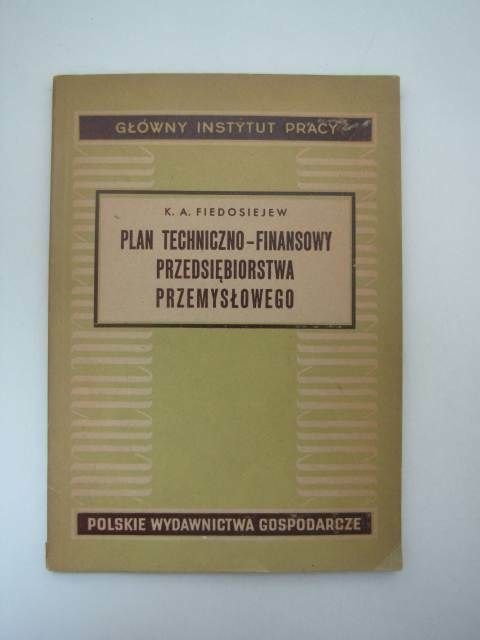 GŁÓWNY INSTYTUT PRACY
K. A. FIEDOSIEJEW
PLAN TECHNICZNO-FINANSOWY
PRZEDSIĘBIORSTWA
PRZEMYSŁOWEGO
POLSKIE WYDAWNICTWA GOSPODARCZE